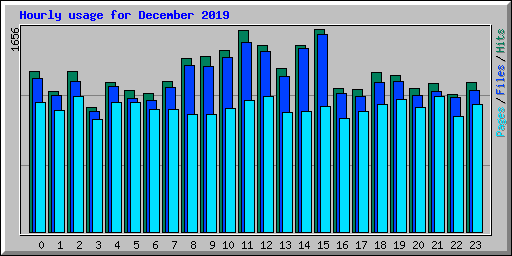 Hourly usage for December 2019
1656
Pages/Files/Hits
0 1 2 3 4 5 6 7 8 9 10 11 12 13 14 15 16 17 18 19 20 21 22 23